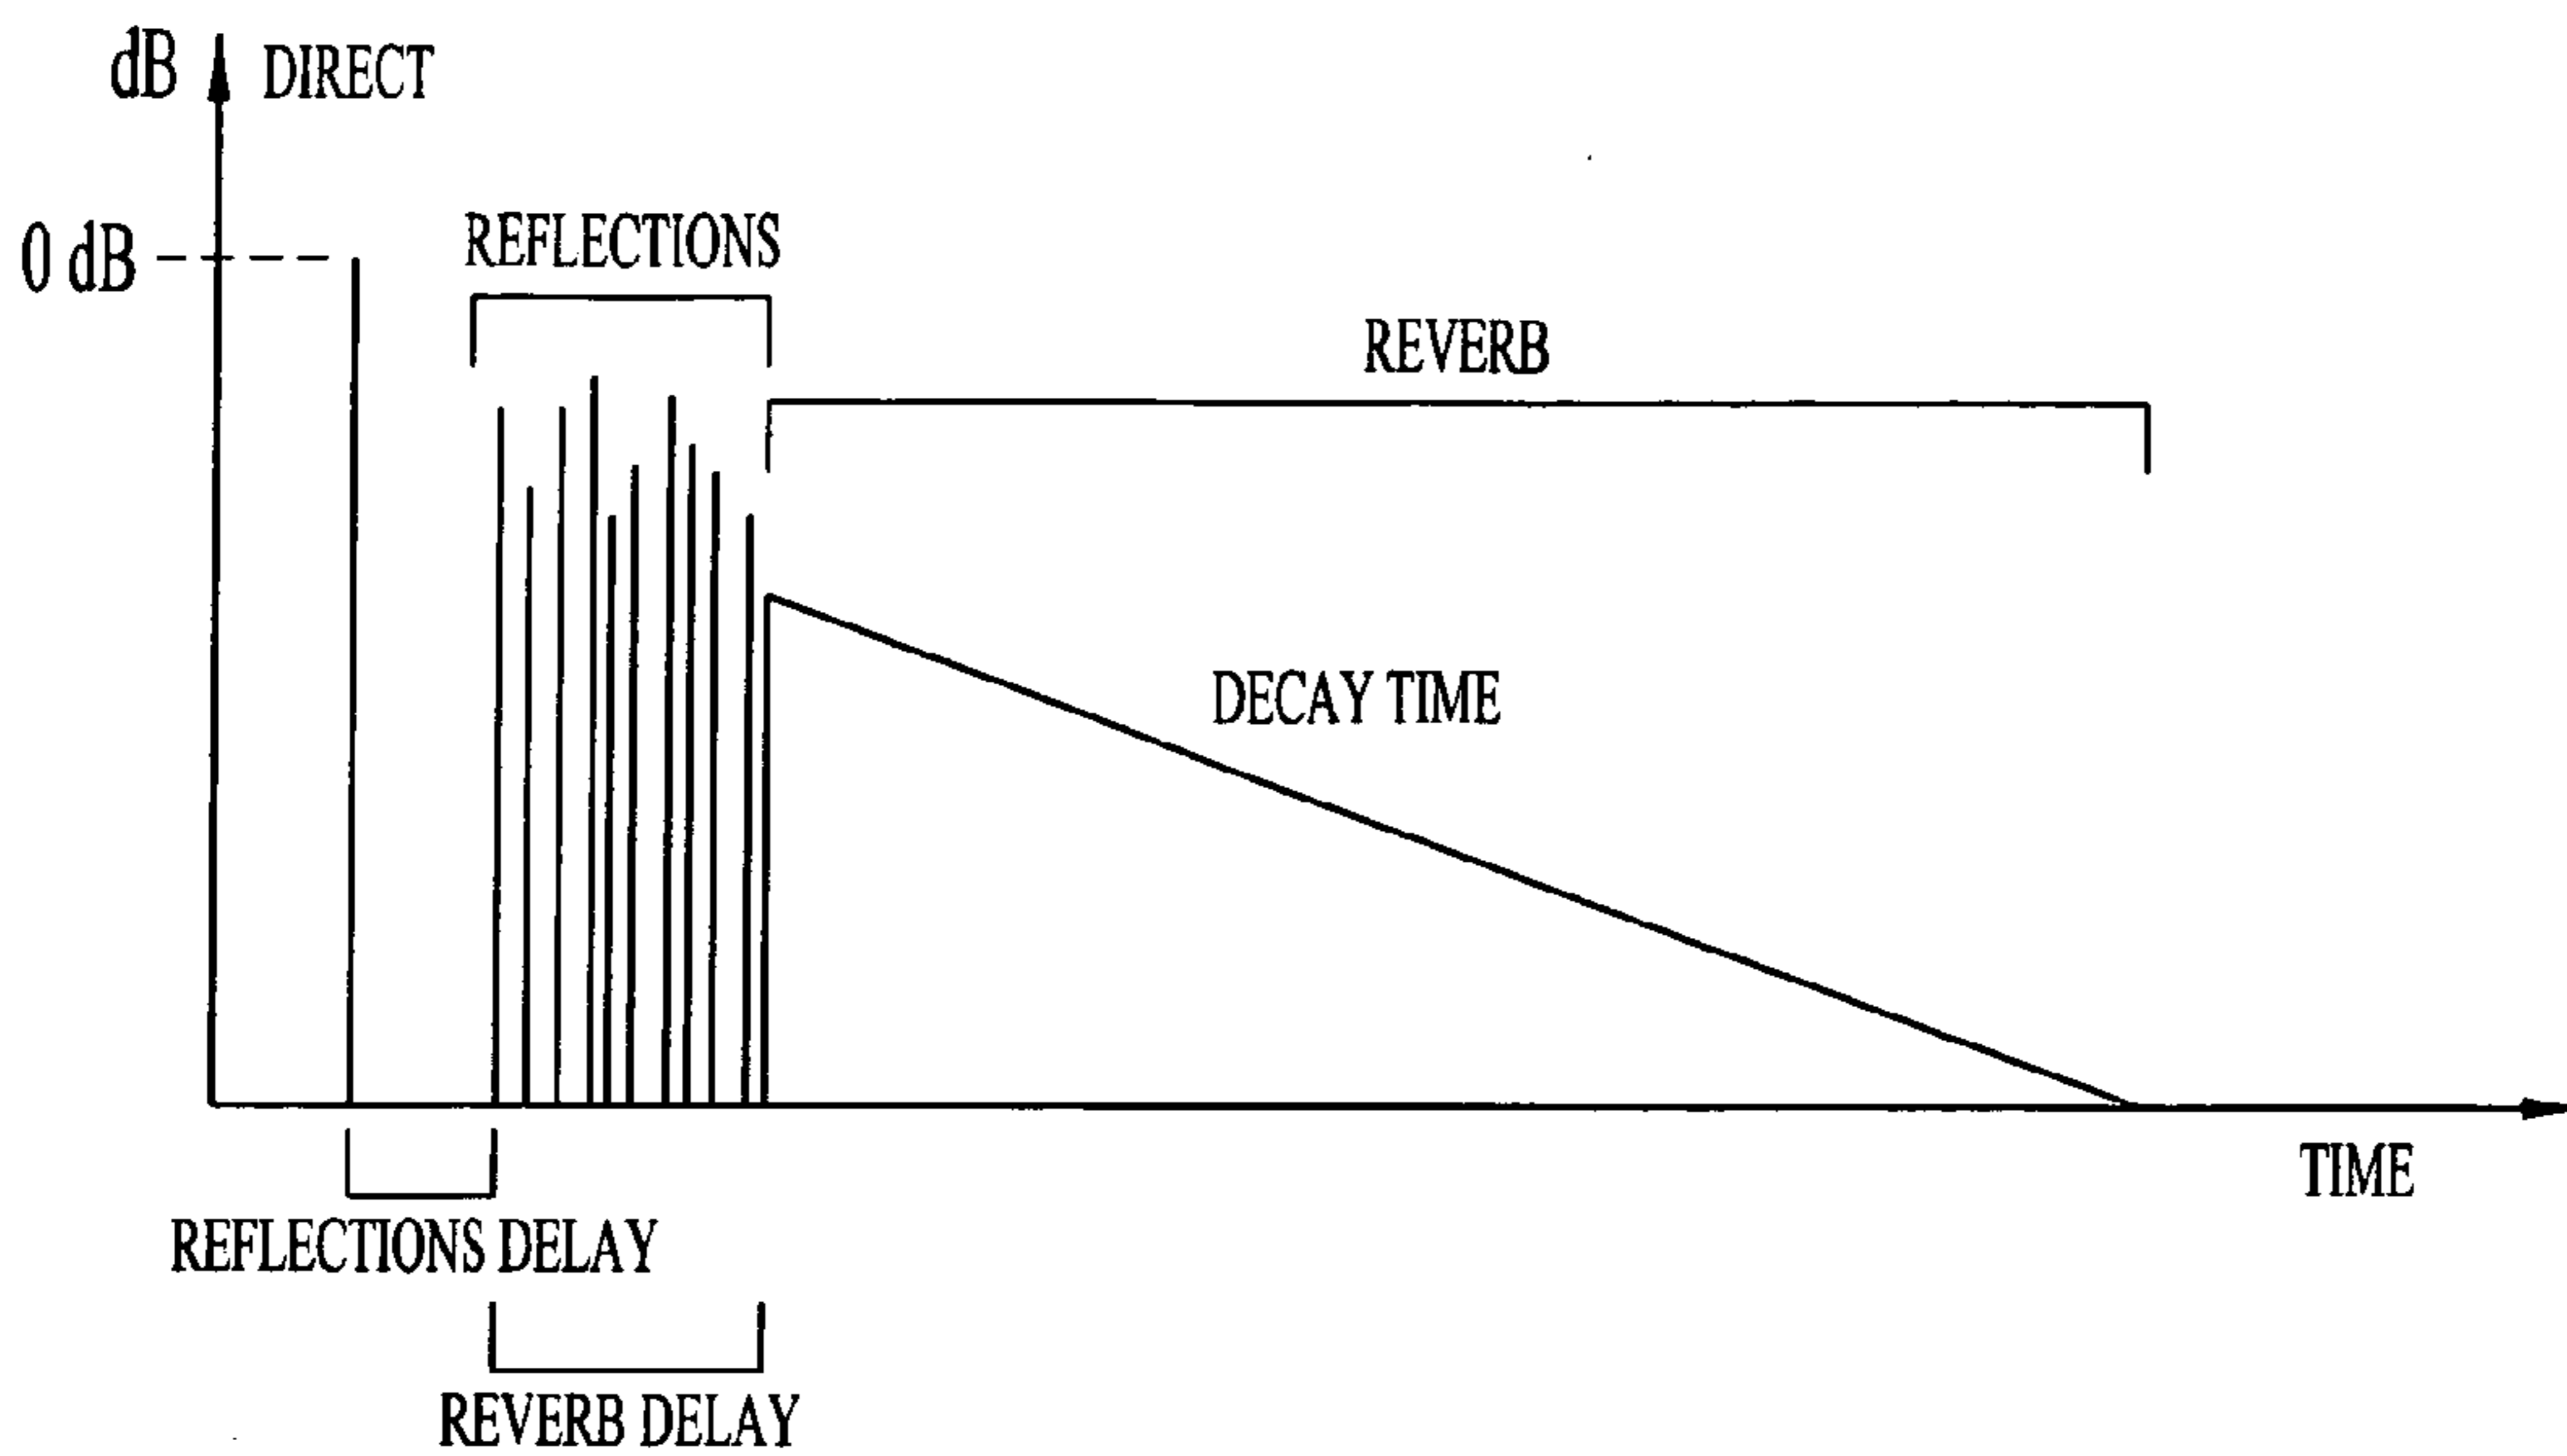 dB DIRECT
0 dB
REFLECTIONS
REVERB
DECAY TIME
TIME
REFLECTIONS DELAY
REVERB DELAY